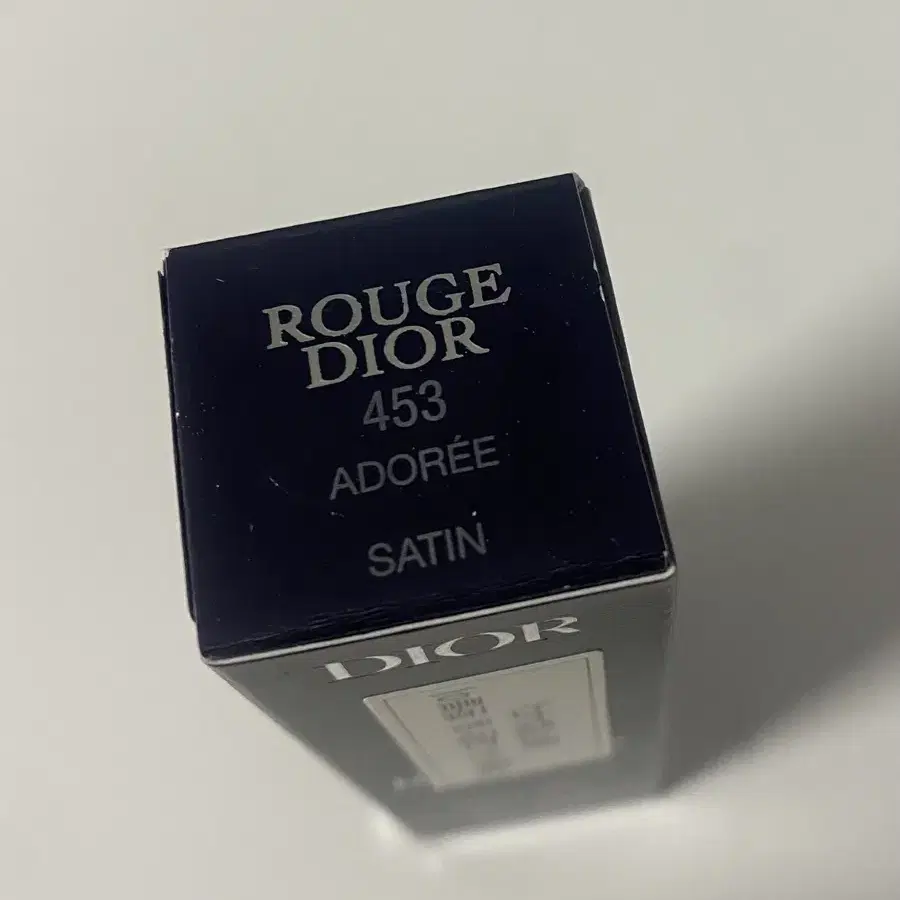 ROUGE
DIOR
453
ADORÉE
SATIN
DIOR